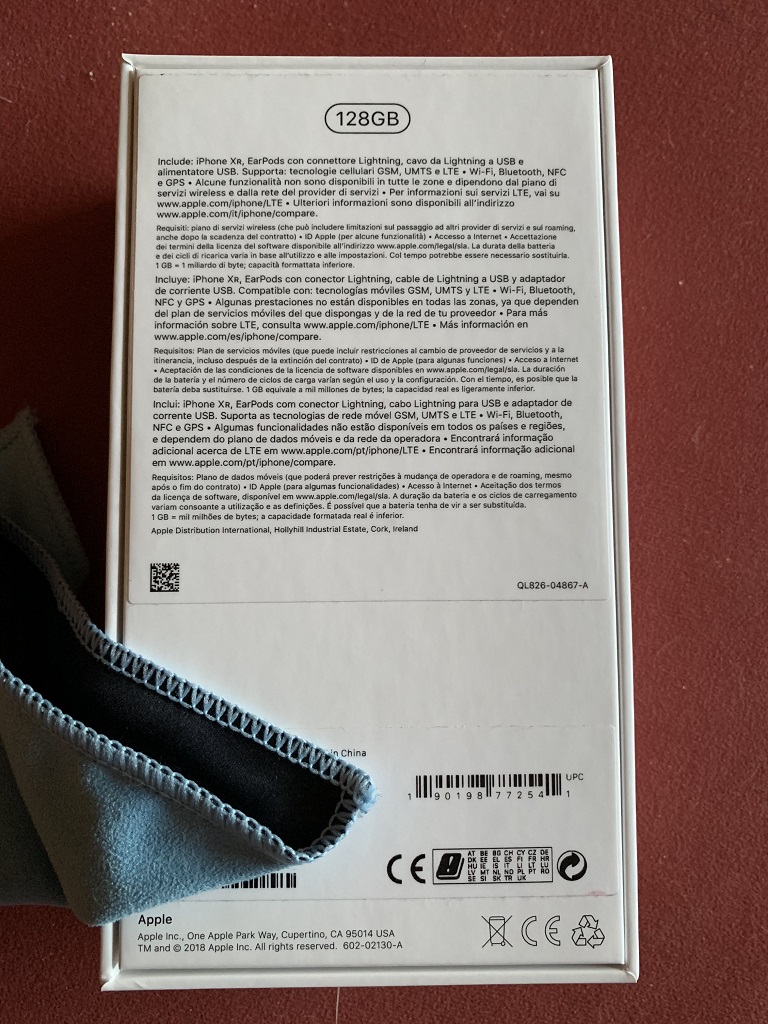 128GB
Include: iPhone XR, EarPods con connettore Lightning, cavo da Lightning a USB e
alimentatore USB. Supporta: tecnologie cellulari GSM, UMTS e LTE • Wi-Fi, Bluetooth, NFC
e GPS • Alcune funzionalità non sono disponibili in tutte le zone e dipendono dal piano di
servizi wireless e dalla rete del provider di servizi • Per informazioni sui servizi LTE, vai su
www.apple.com/iphone/LTE • Ulteriori informazioni sono disponibili all'indirizzo
www.apple.com/it/iphone/compare.
Requisiti: piano di servizi wireless (che può includere limitazioni sul passaggio ad altri provider di servizi e sul roaming,
anche dopo la scadenza del contratto) • ID Apple (per alcune funzionalità) • Accesso a Internet • Accettazione
dei termini della licenza del software disponibile all'indirizzo www.apple.com/legal/sla. La durata della batteria
e dei cicli di ricarica varia in base all'utilizzo e alle impostazioni. Col tempo potrebbe essere necessario sostituirla.
1 GB = 1 miliardo di byte; capacità formattata inferiore.
Incluye: iPhone XR, EarPods con conector Lightning, cable de Lightning a USB y adaptador
de corriente USB. Compatible con: tecnologías móviles GSM, UMTS y LTE • Wi-Fi, Bluetooth,
NFC y GPS • Algunas prestaciones no están disponibles en todas las zonas, ya que dependen
del plan de servicios móviles del que dispongas y de la red de tu proveedor • Para más
información sobre LTE, consulta www.apple.com/iphone/LTE • Más información en
www.apple.com/es/iphone/compare.
Requisitos: Plan de servicios móviles (que puede incluir restricciones al cambio de proveedor de servicios y a la
itinerancia, incluso después de la extinción del contrato) • ID de Apple (para algunas funciones) • Acceso a Internet
• Aceptación de las condiciones de la licencia de software disponibles en www.apple.com/legal/sla. La duración
de la batería y el número de ciclos de carga varían según el uso y la configuración. Con el tiempo, es posible que la
batería deba sustituirse. 1 GB equivale a mil millones de bytes; la capacidad real es ligeramente inferior.
Inclui: iPhone XR, EarPods com conector Lightning, cabo Lightning para USB e adaptador de
corrente USB. Suporta as tecnologias de rede móvel GSM, UMTS e LTE • Wi-Fi, Bluetooth,
NFC e GPS • Algumas funcionalidades não estão disponíveis em todos os países e regiões,
e dependem do plano de dados móveis e da rede da operadora • Encontrará informação
adicional acerca de LTE em www.apple.com/pt/iphone/LTE • Encontrará informação adicional
em www.apple.com/pt/iphone/compare.
Requisitos: Plano de dados móveis (que poderá prever restrições à mudança de operadora e de roaming, mesmo
após o fim do contrato) • ID Apple (para algumas funcionalidades) • Acesso à Internet • Aceitação dos termos
da licença de software, disponível em www.apple.com/legal/sla. A duração da bateria e os ciclos de carregamento
variam consoante a utilização e as definições. É possível que a bateria tenha de vir a ser substituída.
1 GB = mil milhões de bytes; a capacidade formatada real é inferior.
Apple Distribution International, Hollyhill Industrial Estate, Cork, Ireland
QL826-04867-A
in China
UPC
1 90198 77254 1
CE
AT BE BG CH CY CZ DE
DK EE EL ES FI FR HR
HU IE IS IT LI LT LU
LV MT NL NO PL PT RO
SE SI SK TR UK
Apple
Apple Inc., One Apple Park Way, Cupertino, CA 95014 USA
TM and © 2018 Apple Inc. All rights reserved. 602-02130-A
CE